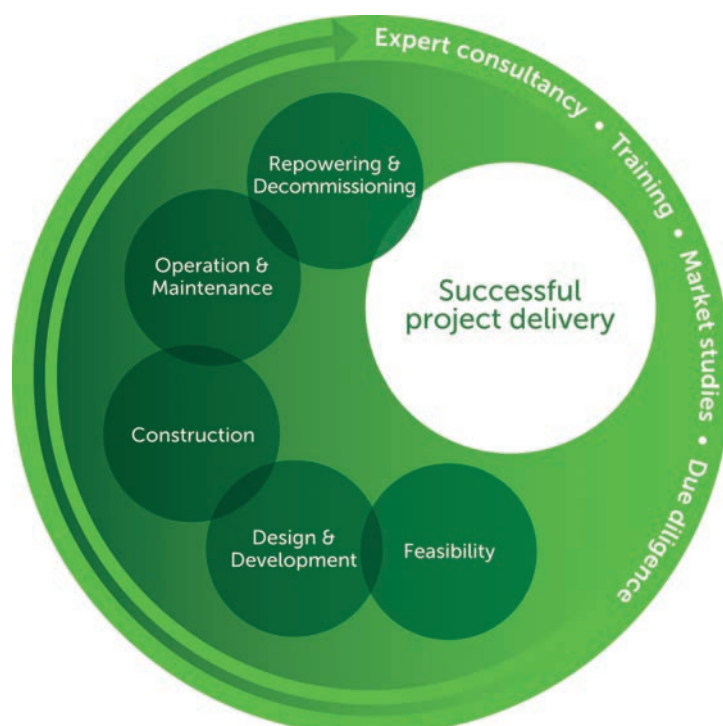 Expert consultancy • Training • Market studies • Due diligence
Repowering &
Decommissioning
Operation &
Maintenance
Successful
project delivery
Construction
Design &
Development
Feasibility